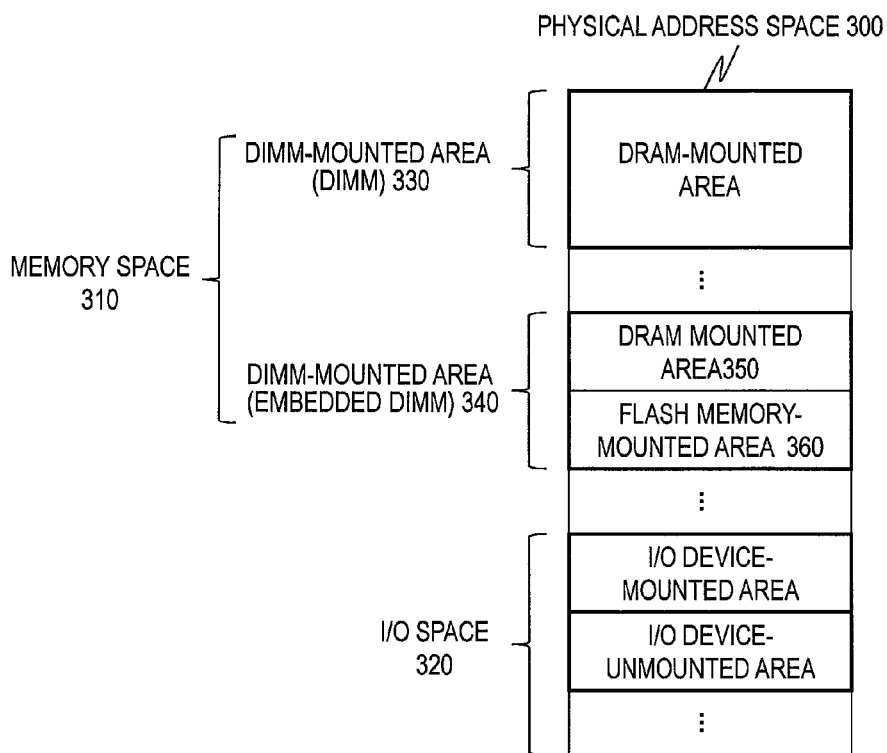 PHYSICAL ADDRESS SPACE 300
DIMM-MOUNTED AREA
(DIMM) 330
DRAM-MOUNTED
AREA
MEMORY SPACE
310
⋮
DIMM-MOUNTED AREA
(EMBEDDED DIMM) 340
DRAM MOUNTED
AREA350
FLASH MEMORY-
MOUNTED AREA 360
⋮
I/O SPACE
320
I/O DEVICE-
MOUNTED AREA
I/O DEVICE-
UNMOUNTED AREA
⋮